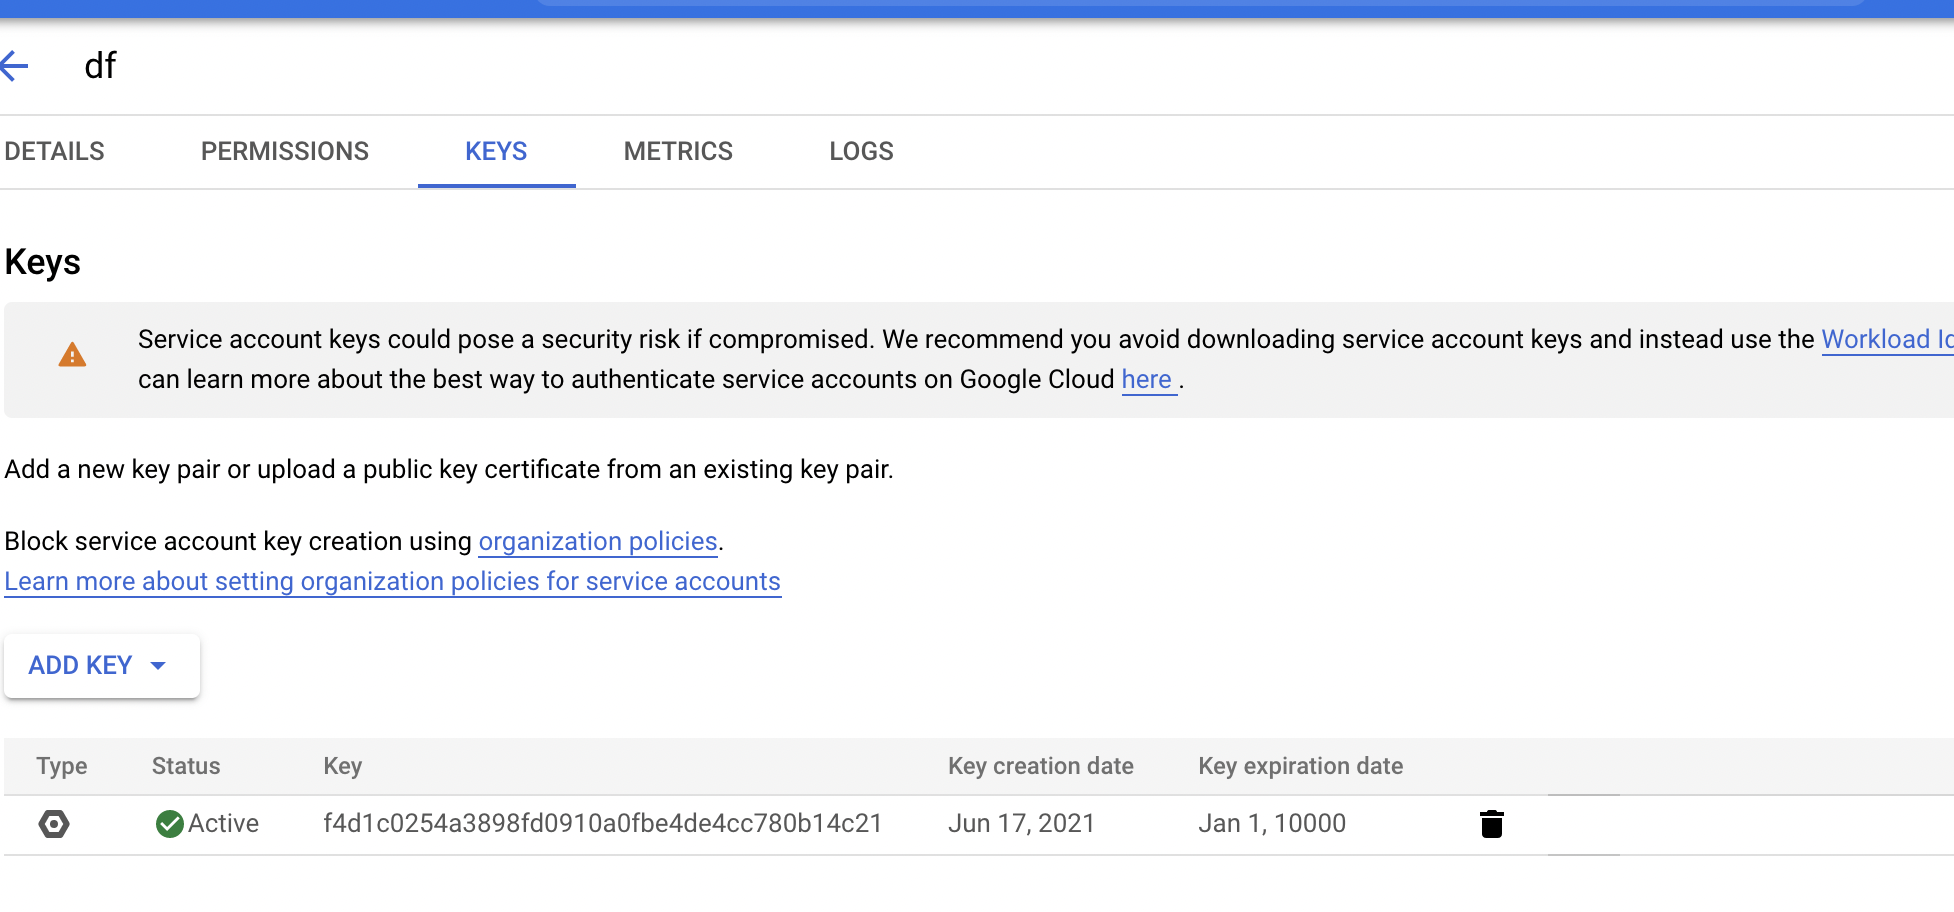 df
DETAILS PERMISSIONS KEYS METRICS LOGS
Keys
Service account keys could pose a security risk if compromised. We recommend you avoid downloading service account keys and instead use the Workload
can learn more about the best way to authenticate service accounts on Google Cloud here .
Add a new key pair or upload a public key certificate from an existing key pair.
Block service account key creation using organization policies.
Learn more about setting organization policies for service accounts
ADD KEY
Type Status Key Key creation date Key expiration date
Active f4d1c0254a3898fd0910a0fbe4de4cc780b14c21 Jun 17, 2021 Jan 1, 10000